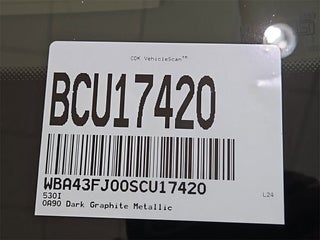 CDK VehicleScan™
BCU17420
WBA43FJ00SCU17420
530I
0A90 Dark Graphite Metallic
L24